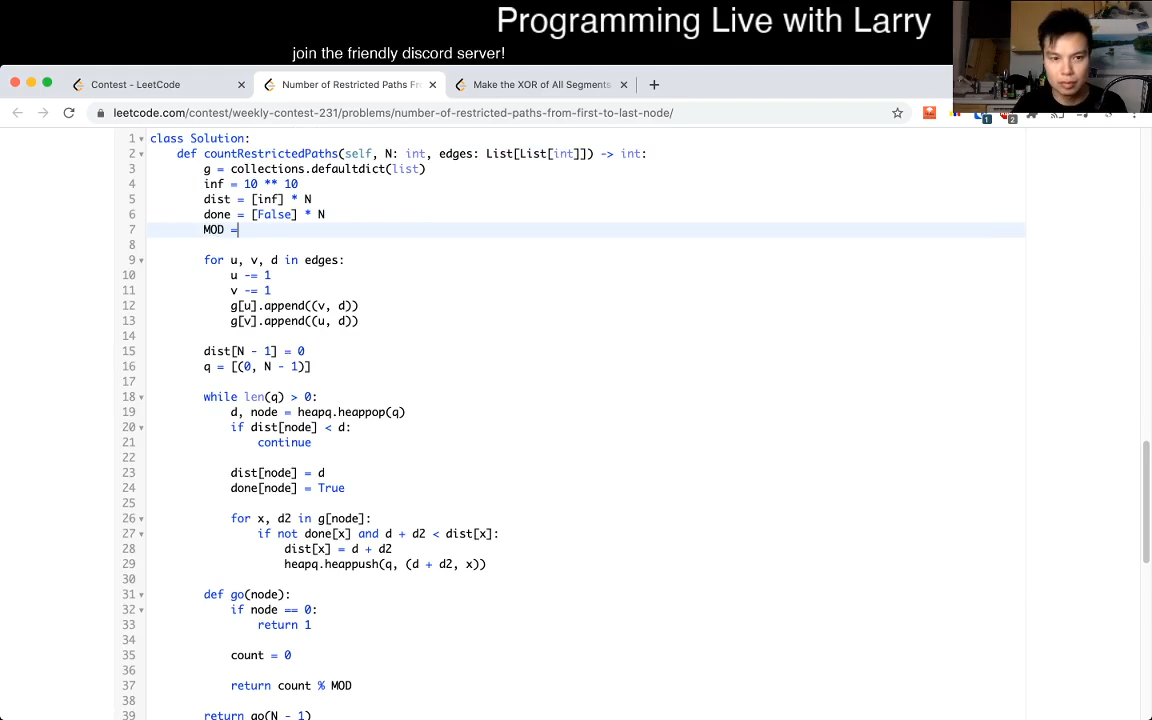 Programming Live with Larry
join the friendly discord server!
Contest - LeetCode
Number of Restricted Paths Fr
Make the XOR of All Segments
leetcode.com/contest/weekly-contest-231/problems/number-of-restricted-paths-from-first-to-last-node/
1 class Solution:
2 def countRestrictedPaths(self, N: int, edges: List[List[int]]) -> int:
3 g = collections.defaultdict(list)
4 inf = 10 ** 10
5 dist = [inf] * N
6 done = [False] * N
7 MOD =
8
9 for u, v, d in edges:
10 u -= 1
11 v -= 1
12 g[u].append((v, d))
13 g[v].append((u, d))
14
15 dist[N - 1] = 0
16 q = [(0, N - 1)]
17
18 while len(q) > 0:
19 d, node = heapq.heappop(q)
20 if dist[node] < d:
21 continue
22
23 dist[node] = d
24 done[node] = True
25
26 for x, d2 in g[node]:
27 if not done[x] and d + d2 < dist[x]:
28 dist[x] = d + d2
29 heapq.heappush(q, (d + d2, x))
30
31 def go(node):
32 if node == 0:
33 return 1
34
35 count = 0
36
37 return count % MOD
38
39 return go(N - 1)